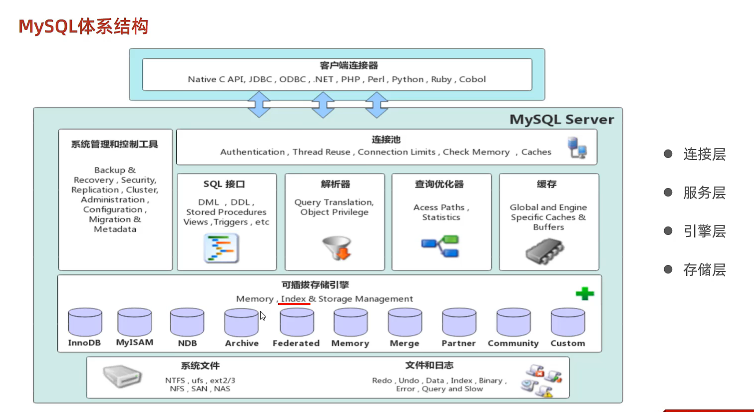 MySQL体系结构
客户端连接器
Native C API, JDBC , ODBC , .NET , PHP , Perl , Python , Ruby , Cobol
MySQL Server
系统管理和控制工具
Backup &
Recovery , Security,
Replication , Cluster,
Administration ,
Configuration ,
Migration &
Metadata
连接池
Authentication , Thread Reuse , Connection Limits , Check Memory , Caches
SQL 接口
DML , DDL ,
Stored Procedures
Views ,Triggers , etc
解析器
Query Translation,
Object Privilege
查询优化器
Acess Paths ,
Statistics
缓存
Global and Engine
Specific Caches &
Buffers
可插拔存储引擎
Memory , Index & Storage Management
InnoDB
MyISAM
NDB
Archive
Federated
Memory
Merge
Partner
Community
Custom
系统文件
NTFS , ufs , ext2/3
NFS , SAN , NAS
文件和日志
Redo , Undo , Data , Index , Binary ,
Error , Query and Slow
连接层
服务层
引擎层
存储层